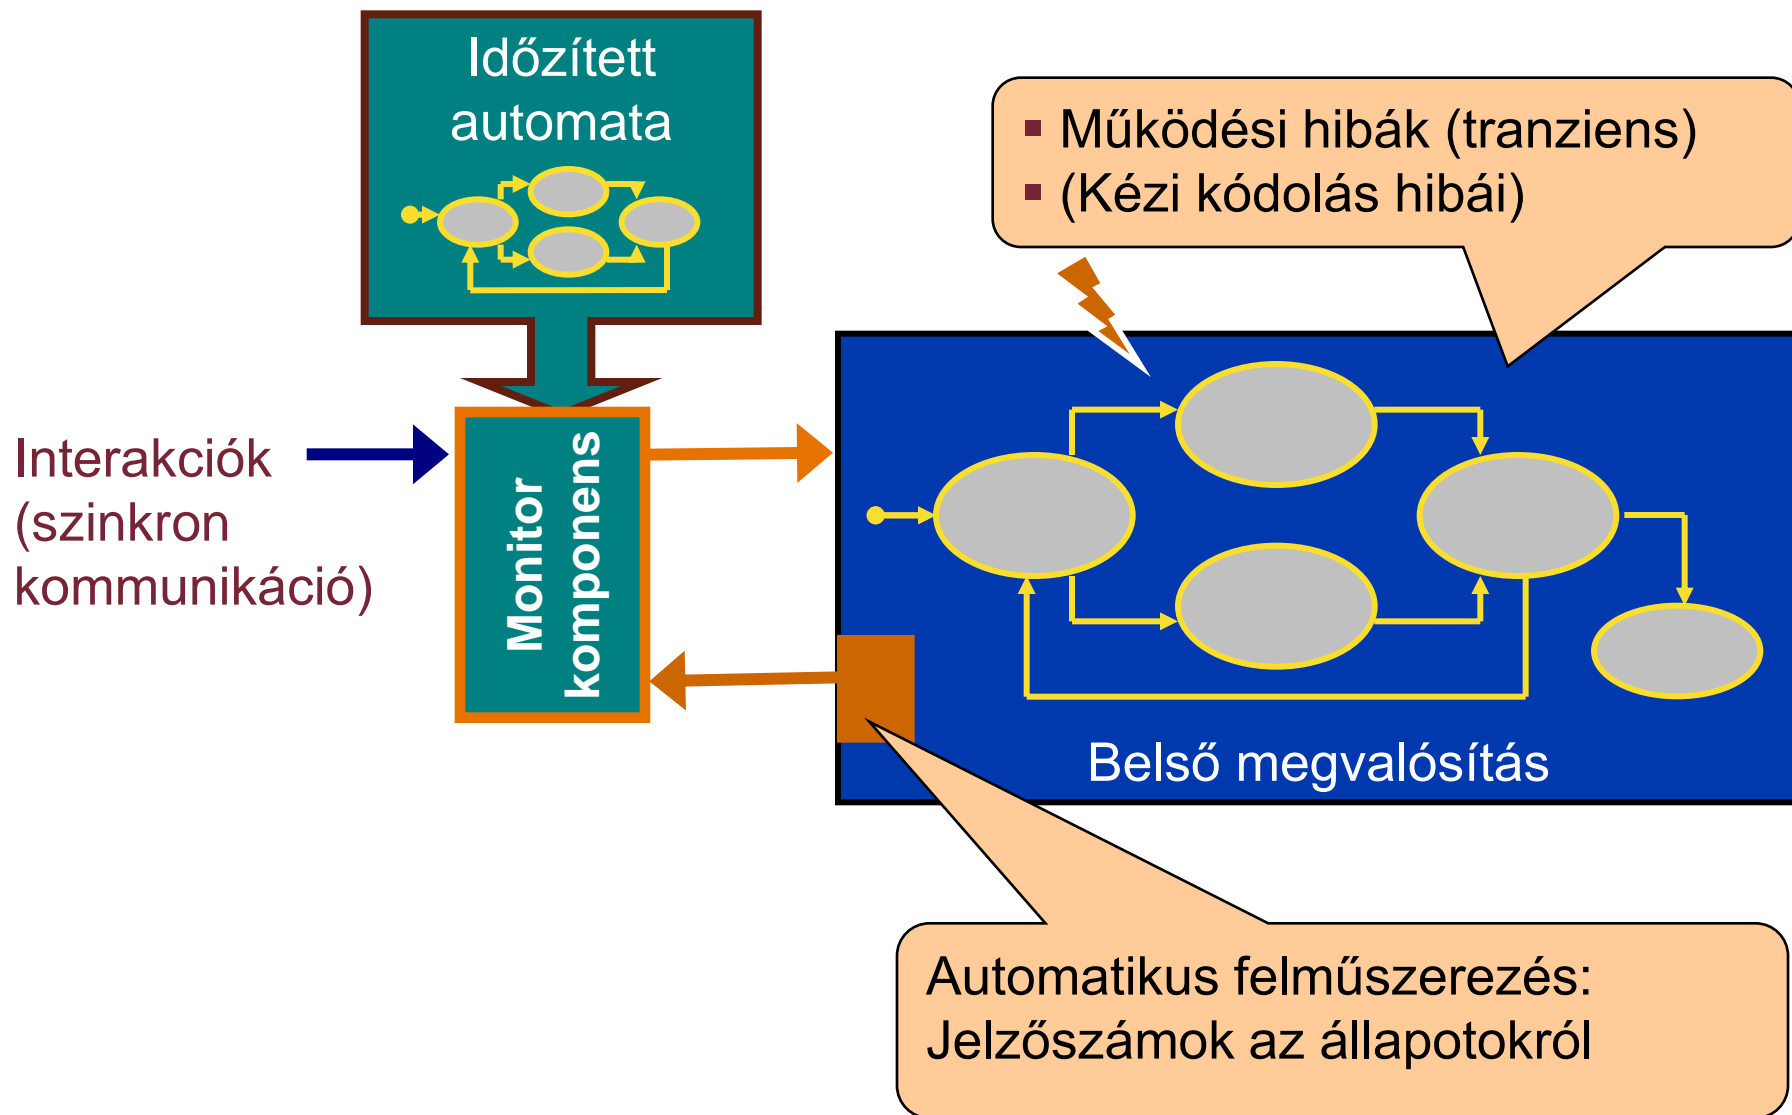 Időzített
automata
▪ Működési hibák (tranziens)
▪ (Kézi kódolás hibái)
Interakciók
(szinkron
kommunikáció)
Monitor
komponens
Belső megvalósítás
Automatikus felműszerezés:
Jelzőszámok az állapotokról